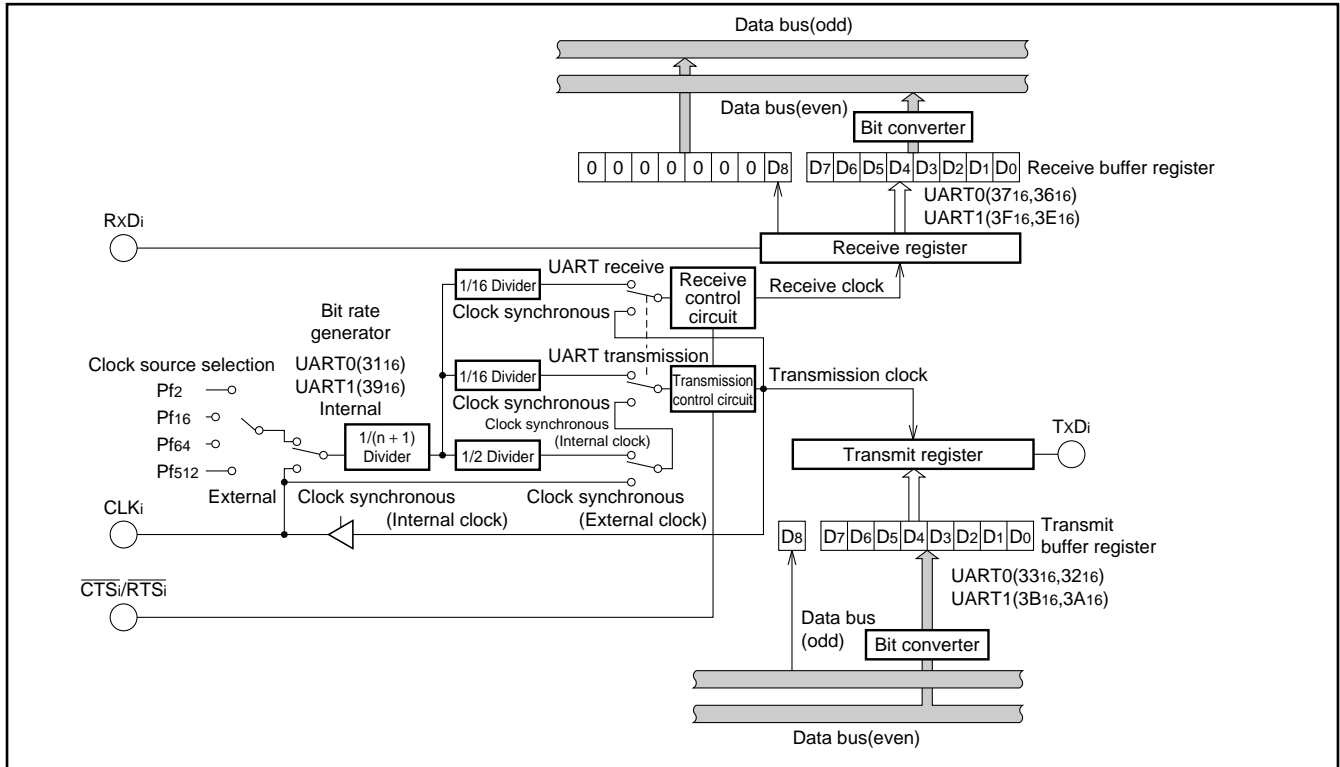 Data bus(odd)
Data bus(even)
Bit converter
0 0 0 0 0 0 0 D8
D7 D6 D5 D4 D3 D2 D1 D0
Receive buffer register
UART0(3716,3616)
UART1(3F16,3E16)
RXDi
Receive register
UART receive
1/16 Divider
Receive
control
circuit
Receive clock
Clock synchronous
Bit rate
generator
UART0(3116)
UART1(3916)
Internal
Clock source selection
Pf2
Pf16
Pf64
Pf512
External
1/(n + 1)
Divider
UART transmission
1/16 Divider
Transmission
control circuit
Transmission clock
Clock synchronous
Clock synchronous
(Internal clock)
1/2 Divider
TXDi
Transmit register
CLKi
Clock synchronous
(Internal clock)
Clock synchronous
(External clock)
D8
D7 D6 D5 D4 D3 D2 D1 D0
Transmit
buffer register
UART0(3316,3216)
UART1(3B16,3A16)
CTSi/RTSi
Data bus
(odd)
Bit converter
Data bus(even)